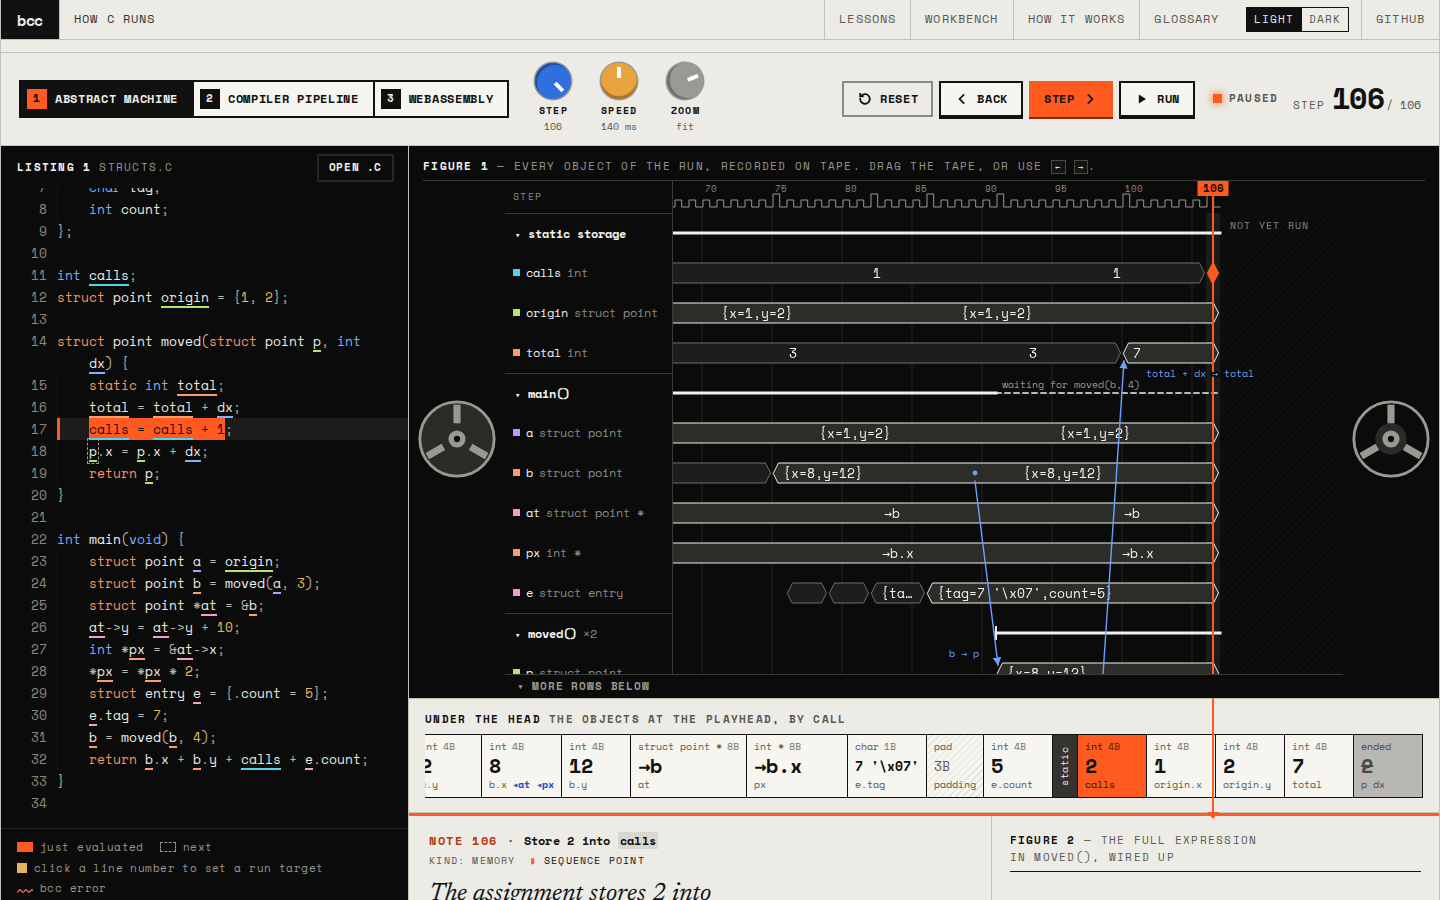 bcc HOW C RUNS LESSONS WORKBENCH HOW IT WORKS GLOSSARY LIGHT DARK GITHUB
1 ABSTRACT MACHINE 2 COMPILER PIPELINE 3 WEBASSEMBLY
STEP SPEED ZOOM
106 140 ms fit
RESET BACK STEP RUN PAUSED STEP 106 / 106
LISTING 1 STRUCTS.C OPEN .C
7 char tag;
8 int count;
9 };
10
11 int calls;
12 struct point origin = {1, 2};
13
14 struct point moved(struct point p, int
dx) {
15 static int total;
16 total = total + dx;
17 calls = calls + 1;
18 p.x = p.x + dx;
19 return p;
20 }
21
22 int main(void) {
23 struct point a = origin;
24 struct point b = moved(a, 3);
25 struct point *at = &b;
26 at->y = at->y + 10;
27 int *px = &at->x;
28 *px = *px * 2;
29 struct entry e = {.count = 5};
30 e.tag = 7;
31 b = moved(b, 4);
32 return b.x + b.y + calls + e.count;
33 }
34
just evaluated next
click a line number to set a run target
bcc error
FIGURE 1 — EVERY OBJECT OF THE RUN, RECORDED ON TAPE. DRAG THE TAPE, OR USE ← →.
STEP 70 75 80 85 90 95 100 106
▾ static storage NOT YET RUN
calls int 1 1
origin struct point {x=1,y=2} {x=1,y=2}
total int 3 3 7
total + dx → total
▾ main() waiting for moved(b, 4)
a struct point {x=1,y=2} {x=1,y=2}
b struct point {x=8,y=12} {x=8,y=12}
at struct point * →b →b
px int * →b.x →b.x
e struct entry {ta… {tag=7 '\x07',count=5}
▾ moved() ×2
b → p
p struct point {x=8,y=12}
▾ MORE ROWS BELOW
UNDER THE HEAD THE OBJECTS AT THE PLAYHEAD, BY CALL
int 4B int 4B int 4B struct point * 8B int * 8B char 1B pad int 4B static int 4B int 4B int 4B int 4B ended
2 8 12 →b →b.x 7 '\x07' 3B 5 2 1 2 7 2
a.y b.x ◂at ◂px b.y at px e.tag padding e.count calls origin.x origin.y total p dx
NOTE 106 · Store 2 into calls
KIND: MEMORY SEQUENCE POINT
The assignment stores 2 into
FIGURE 2 — THE FULL EXPRESSION
IN MOVED(), WIRED UP